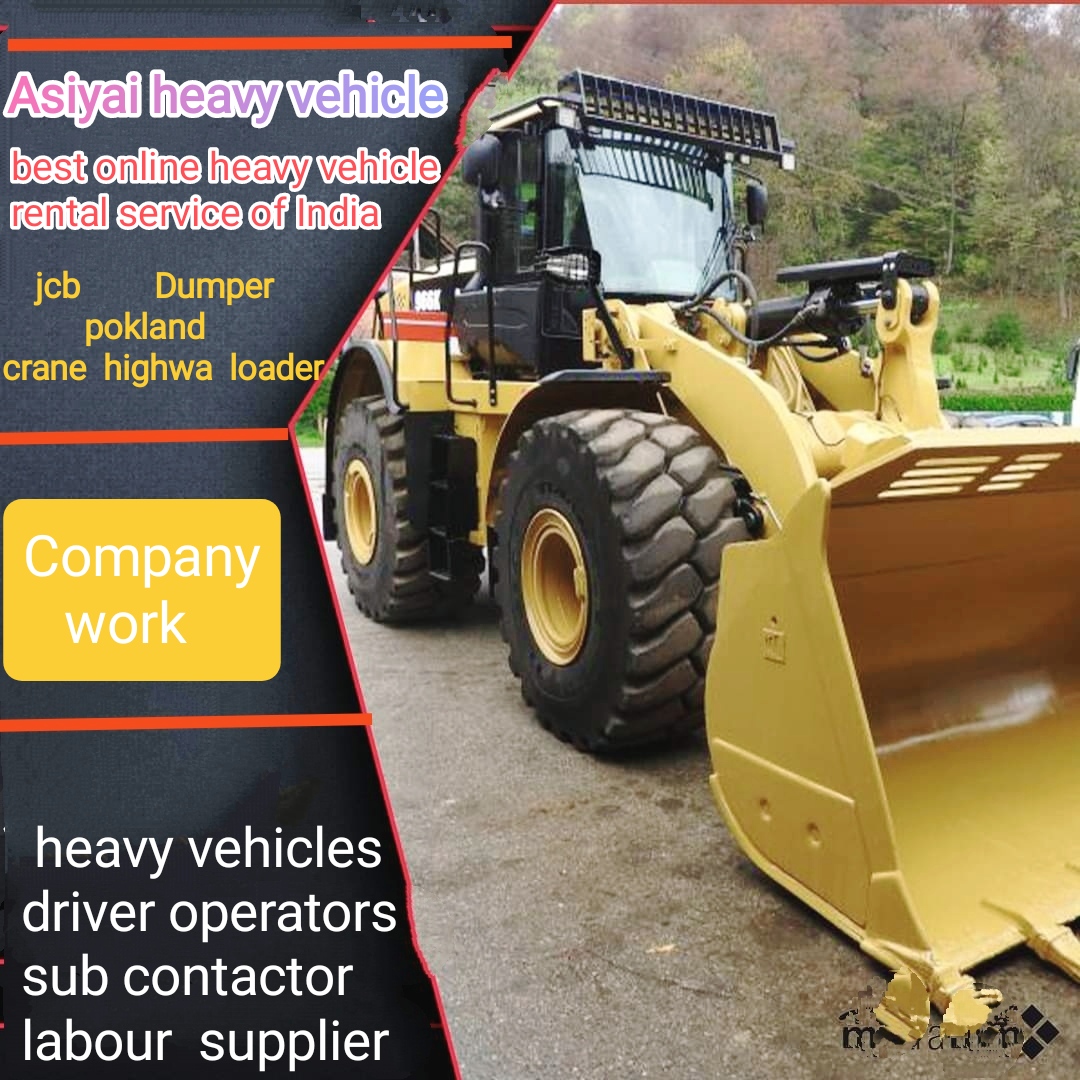 Asiyai heavy vehicle
best online heavy vehicle
rental service of India
jcb Dumper
pokland
crane highwa loader
966K
Company
work
heavy vehicles
driver operators
sub contactor
labour supplier